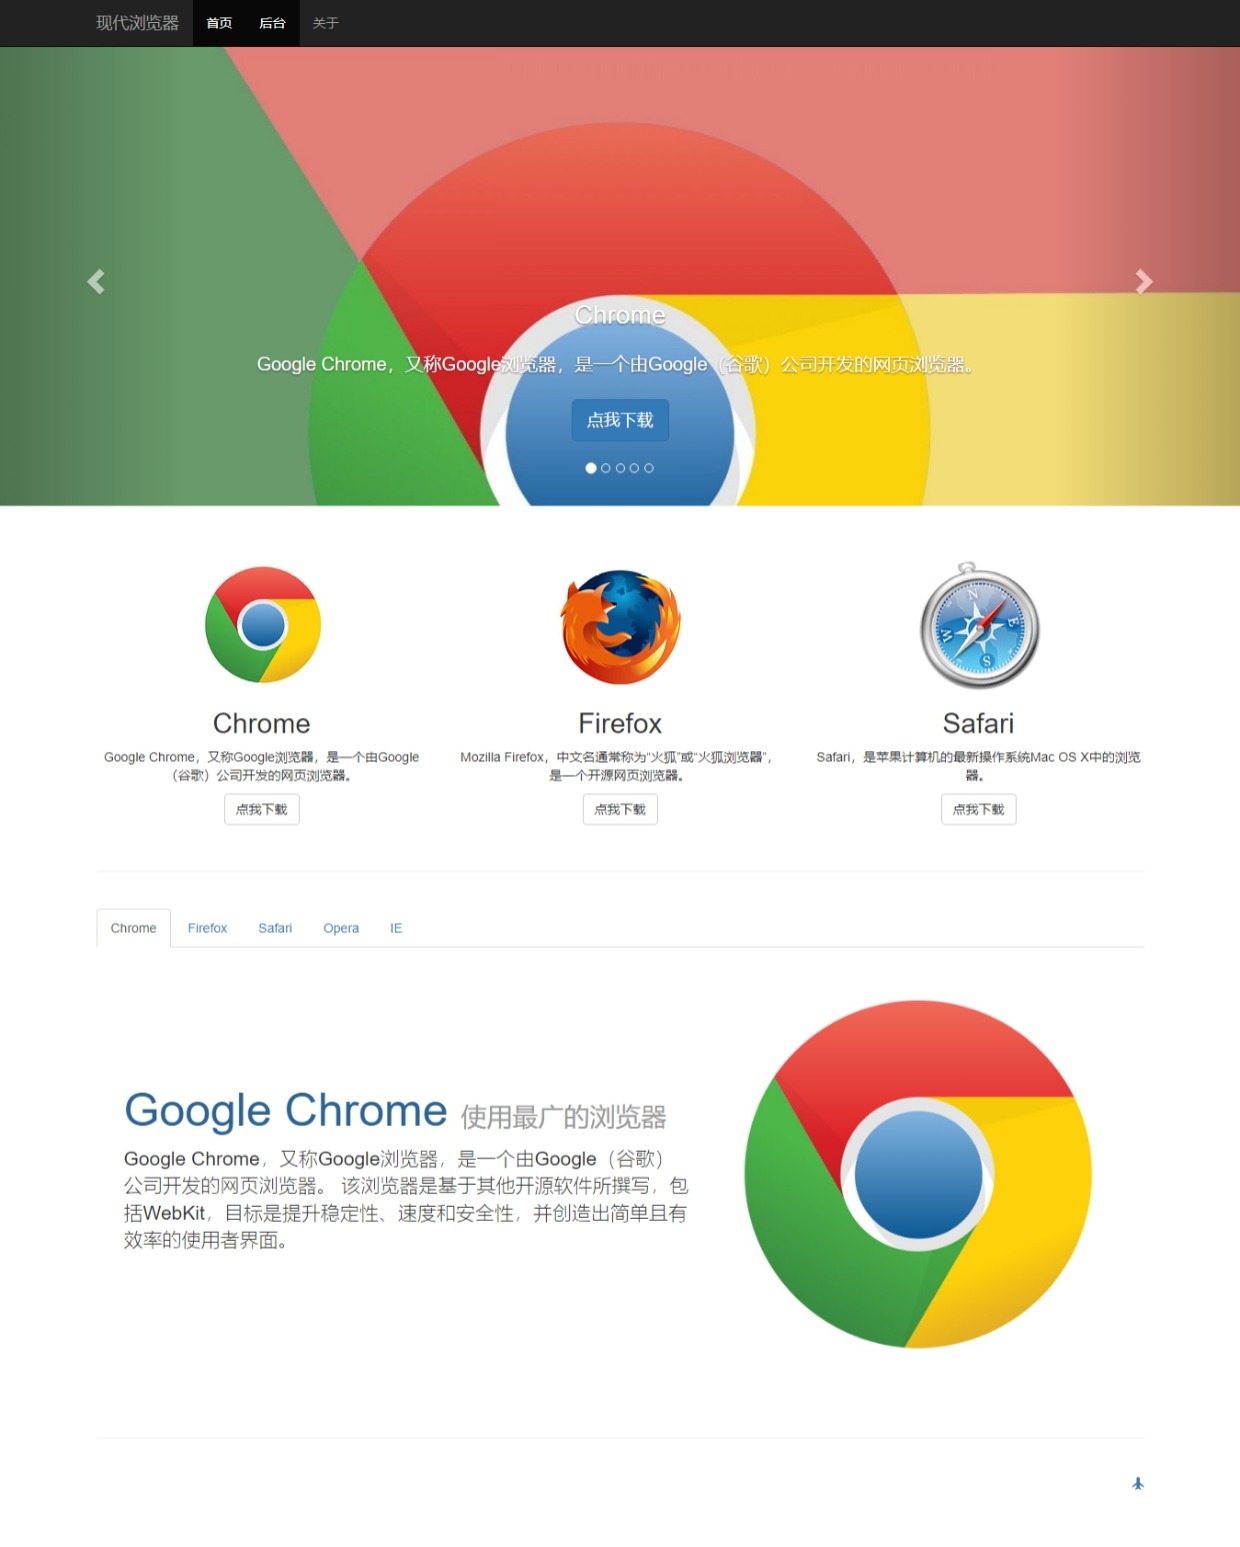 现代浏览器 首页 后台 关于
Chrome
Google Chrome，又称Google浏览器，是一个由Google（谷歌）公司开发的网页浏览器。
点我下载
N
E
S
W
Chrome
Google Chrome，又称Google浏览器，是一个由Google
（谷歌）公司开发的网页浏览器。
点我下载
Firefox
Mozilla Firefox，中文名通常称为“火狐”或“火狐浏览器”，
是一个开源网页浏览器。
点我下载
Safari
Safari，是苹果计算机的最新操作系统Mac OS X中的浏览
器。
点我下载
Chrome Firefox Safari Opera IE
Google Chrome 使用最广的浏览器
Google Chrome，又称Google浏览器，是一个由Google（谷歌）
公司开发的网页浏览器。 该浏览器是基于其他开源软件所撰写，包
括WebKit，目标是提升稳定性、速度和安全性，并创造出简单且有
效率的使用者界面。